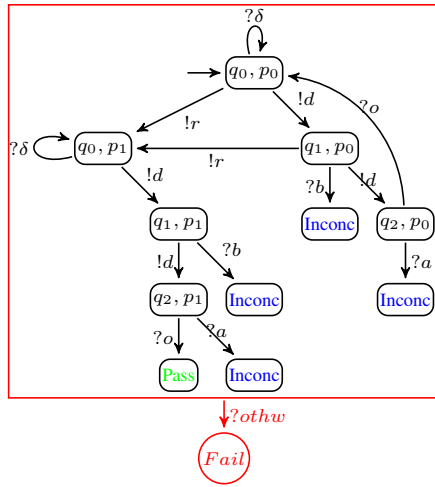 ?δ
q₀, p₀
!d
?o
!r
?δ
q₀, p₁
!r
q₁, p₀
!d
?b
!d
q₁, p₁
Inconc
q₂, p₀
?b
!d
?a
q₂, p₁
Inconc
Inconc
?o
?a
Pass
Inconc
?othw
Fail